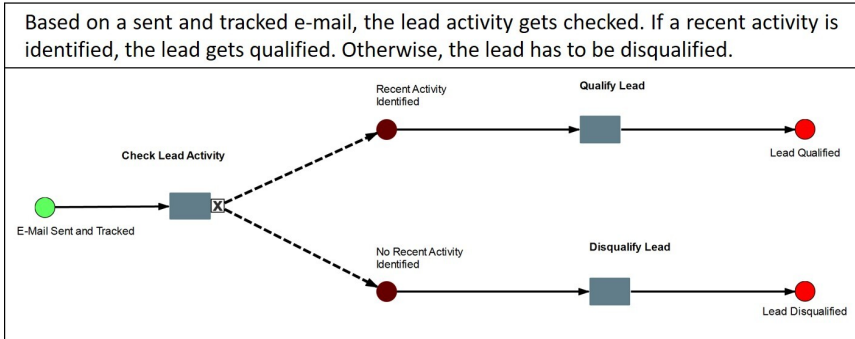 Based on a sent and tracked e-mail, the lead activity gets checked. If a recent activity is
identified, the lead gets qualified. Otherwise, the lead has to be disqualified.
Recent Activity
Identified
Qualify Lead
Check Lead Activity
Lead Qualified
X
E-Mail Sent and Tracked
No Recent Activity
Identified
Disqualify Lead
Lead Disqualified